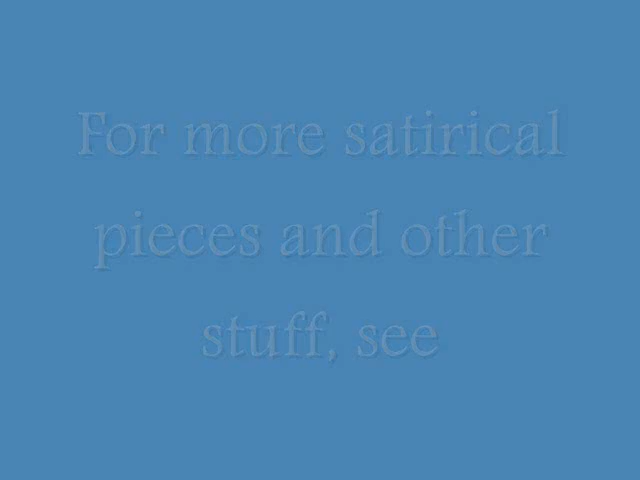 For more satirical
pieces and other
stuff, see